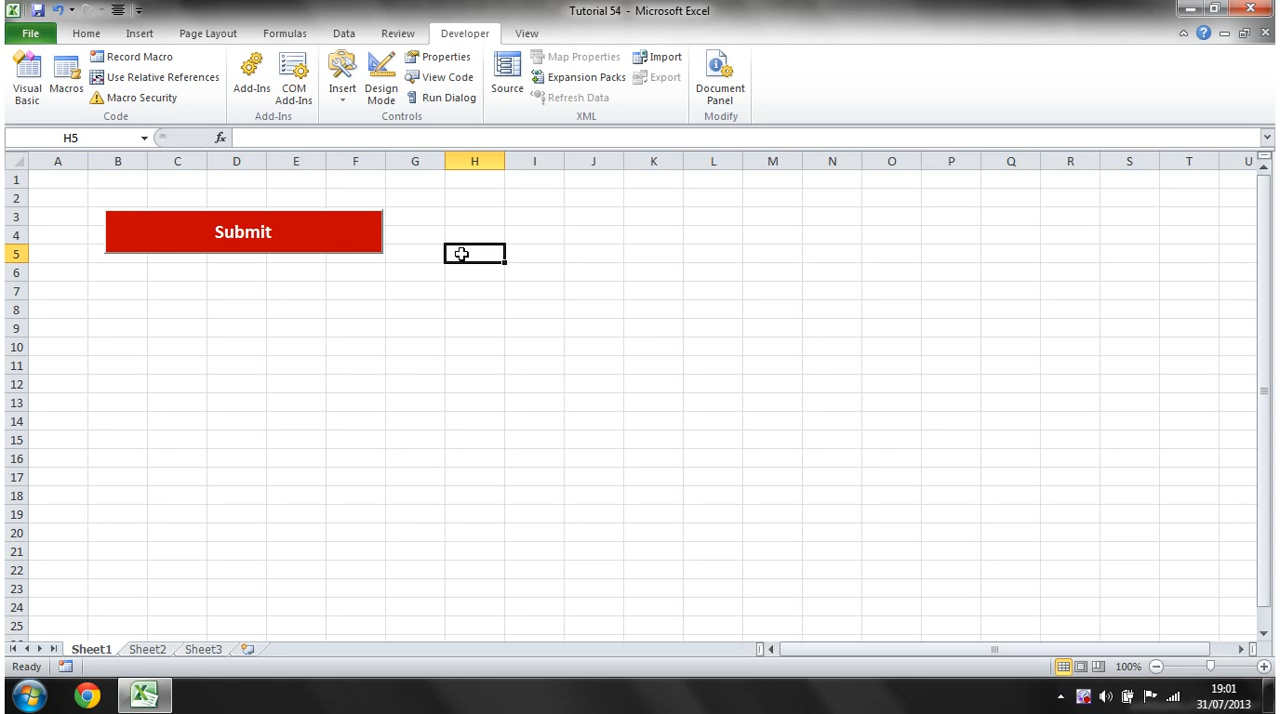 Tutorial 54 - Microsoft Excel
File Home Insert Page Layout Formulas Data Review Developer View
Visual Basic
Macros
Record Macro
Use Relative References
Macro Security
Code
Add-Ins
COM Add-Ins
Add-Ins
Insert
Design Mode
Properties
View Code
Run Dialog
Controls
Source
Map Properties
Expansion Packs
Refresh Data
Import
Export
XML
Document Panel
Modify
H5 fx
A B C D E F G H I J K L M N O P Q R S T U
1
2
3
Submit
4
5
6
7
8
9
10
11
12
13
14
15
16
17
18
19
20
21
22
23
24
25
Sheet1 Sheet2 Sheet3
Ready 100%
19:01
31/07/2013